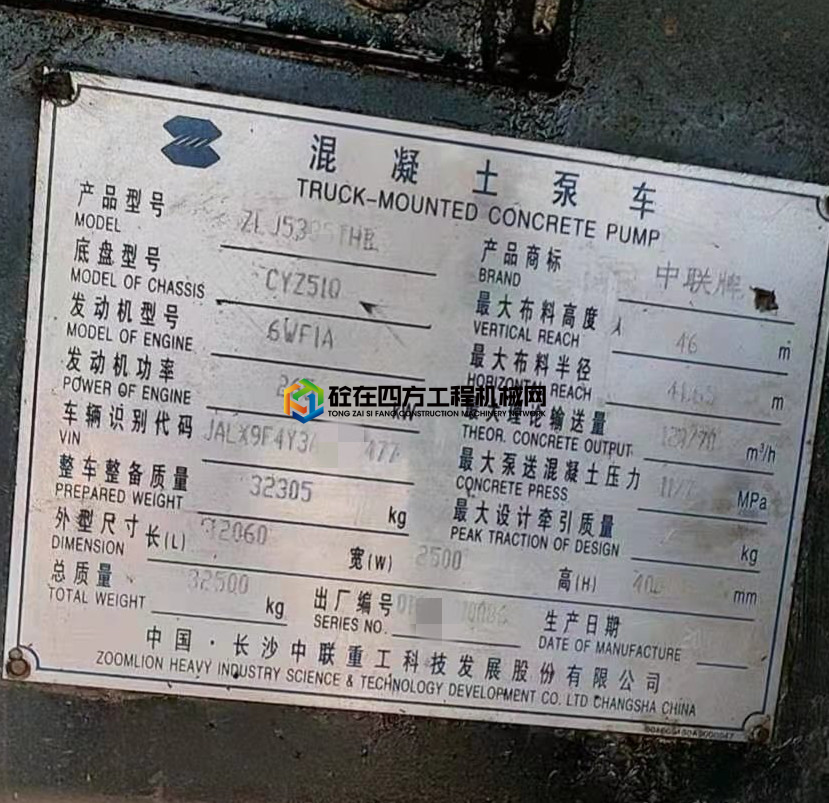 混凝土泵车
TRUCK-MOUNTED CONCRETE PUMP
产品型号
MODEL
底盘型号 CYZ51Q
MODEL OF CHASSIS
发动机型号 6WF1A
MODEL OF ENGINE
发动机功率
POWER OF ENGINE
车辆识别代码 JALX9F4Y3 477
VIN
整车整备质量 32305 kg
PREPARED WEIGHT
外型尺寸长(L) 12060 宽(W) 2500 高(H) mm
DIMENSION
总质量 32500 kg
TOTAL WEIGHT
产品商标 中联牌
BRAND
最大布料高度 46 m
VERTICAL REACH
最大布料半径 41.65 m
HORIZONTAL REACH
理论输送量 m³/h
THEOR. CONCRETE OUTPUT
最大泵送混凝土压力 MPa
CONCRETE PRESS
最大设计牵引质量 kg
PEAK TRACTION OF DESIGN
出厂编号
SERIES NO.
生产日期
DATE OF MANUFACTURE
中国·长沙中联重工科技发展股份有限公司
ZOOMLION HEAVY INDUSTRY SCIENCE & TECHNOLOGY DEVELOPMENT CO. LTD CHANGSHA CHINA
砼在四方工程机械网
TONG ZAI SI FANG CONSTRUCTION MACHINERY NETWORK